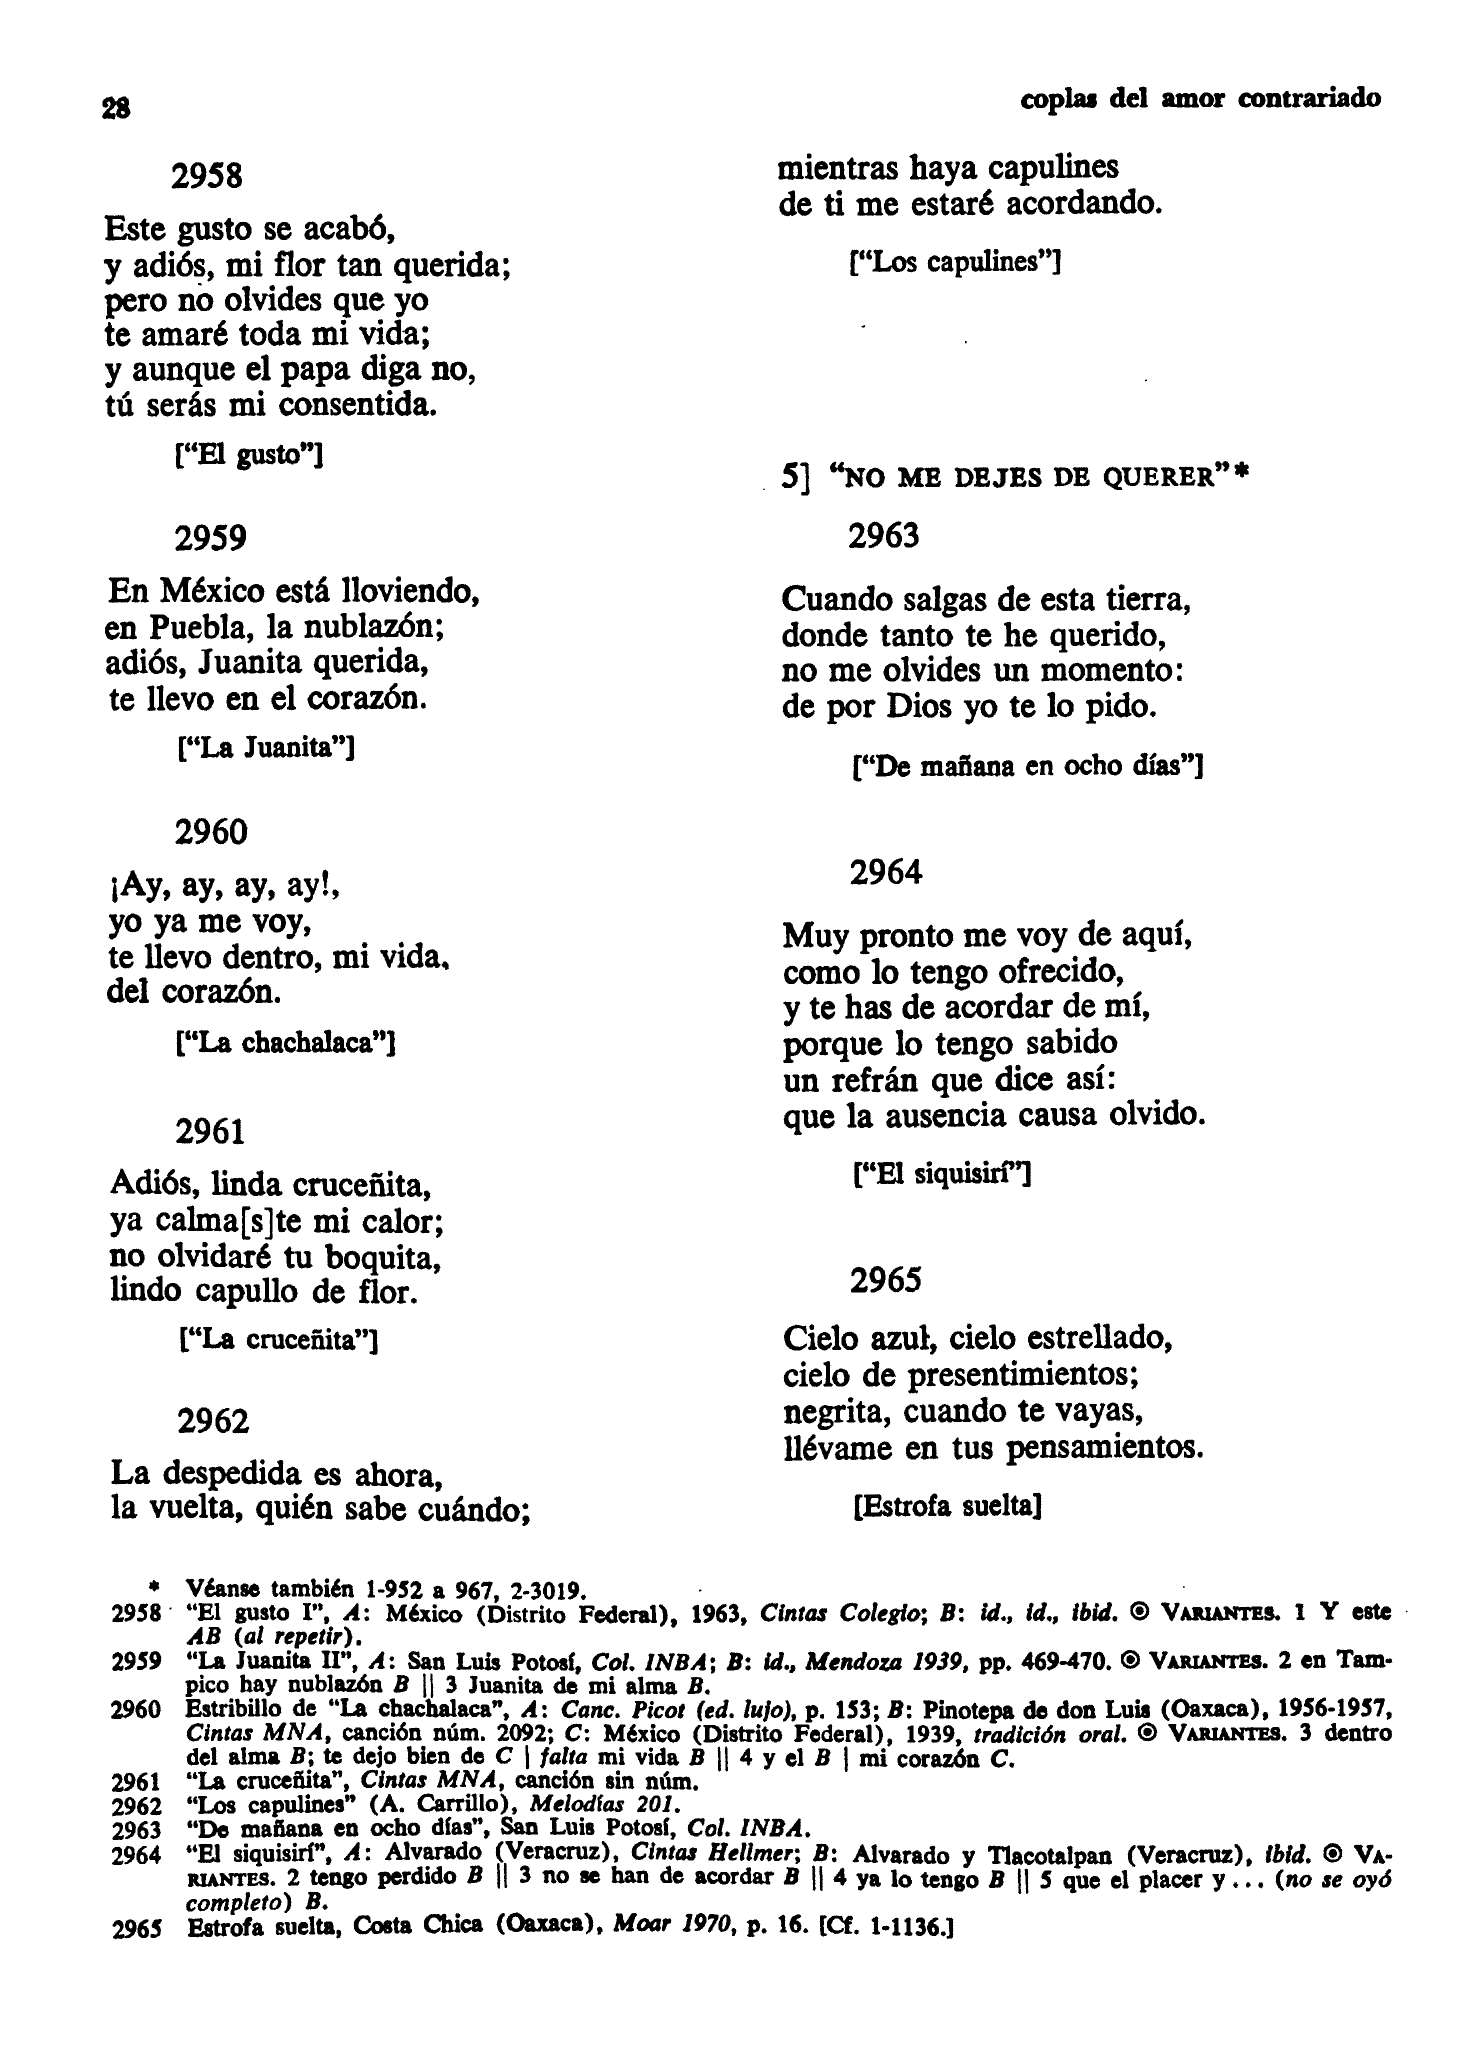 28
coplas del amor contrariado
2958
Este gusto se acabó,
y adiós, mi flor tan querida;
pero no olvides que yo
te amaré toda mi vida;
y aunque el papa diga no,
tú serás mi consentida.
[“El gusto”]
2959
En México está lloviendo,
en Puebla, la nublazón;
adiós, Juanita querida,
te llevo en el corazón.
[“La Juanita”]
2960
¡Ay, ay, ay, ay!,
yo ya me voy,
te llevo dentro, mi vida,
del corazón.
[“La chachalaca”]
2961
Adiós, linda cruceñita,
ya calma[s]te mi calor;
no olvidaré tu boquita,
lindo capullo de flor.
[“La cruceñita”]
2962
La despedida es ahora,
la vuelta, quién sabe cuándo;
mientras haya capulines
de ti me estaré acordando.
[“Los capulines”]
5] “NO ME DEJES DE QUERER”*
2963
Cuando salgas de esta tierra,
donde tanto te he querido,
no me olvides un momento:
de por Dios yo te lo pido.
[“De mañana en ocho días”]
2964
Muy pronto me voy de aquí,
como lo tengo ofrecido,
y te has de acordar de mí,
porque lo tengo sabido
un refrán que dice así:
que la ausencia causa olvido.
[“El siquisirí”]
2965
Cielo azul, cielo estrellado,
cielo de presentimientos;
negrita, cuando te vayas,
llévame en tus pensamientos.
[Estrofa suelta]
* Véanse también 1-952 a 967, 2-3019.
2958 “El gusto I”, A: México (Distrito Federal), 1963, Cintas Colegio; B: id., id., ibid. ⊙ VARIANTES. 1 Y este
AB (al repetir).
2959 “La Juanita II”, A: San Luis Potosí, Col. INBA; B: id., Mendoza 1939, pp. 469-470. ⊙ VARIANTES. 2 en Tam-
pico hay nublazón B || 3 Juanita de mi alma B.
2960 Estribillo de “La chachalaca”, A: Canc. Picot (ed. lujo), p. 153; B: Pinotepa de don Luis (Oaxaca), 1956-1957,
Cintas MNA, canción núm. 2092; C: México (Distrito Federal), 1939, tradición oral. ⊙ VARIANTES. 3 dentro
del alma B; te dejo bien de C | falta mi vida B || 4 y el B | mi corazón C.
2961 “La cruceñita”, Cintas MNA, canción sin núm.
2962 “Los capulines” (A. Carrillo), Melodías 201.
2963 “De mañana en ocho días”, San Luis Potosí, Col. INBA.
2964 “El siquisirí”, A: Alvarado (Veracruz), Cintas Hellmer; B: Alvarado y Tlacotalpan (Veracruz), ibid. ⊙ VA-
RIANTES. 2 tengo perdido B || 3 no se han de acordar B || 4 ya lo tengo B || 5 que el placer y ... (no se oyó
completo) B.
2965 Estrofa suelta, Costa Chica (Oaxaca), Moar 1970, p. 16. [Cf. 1-1136.]